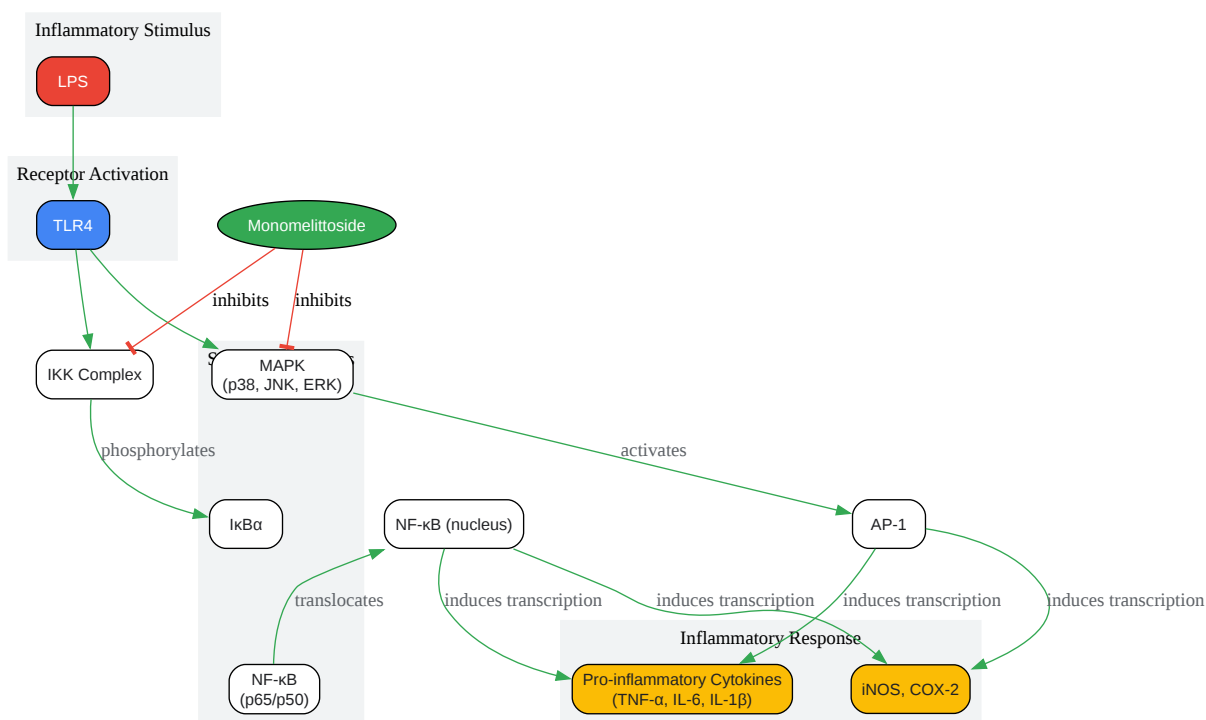 Inflammatory Stimulus
LPS
Receptor Activation
TLR4
Monomelittoside
inhibits
inhibits
IKK Complex
MAPK
(p38, JNK, ERK)
phosphorylates
activates
IκBα
NF-κB (nucleus)
AP-1
translocates
induces transcription
induces transcription
induces transcription
induces transcription
Inflammatory Response
NF-κB
(p65/p50)
Pro-inflammatory Cytokines
(TNF-α, IL-6, IL-1β)
iNOS, COX-2